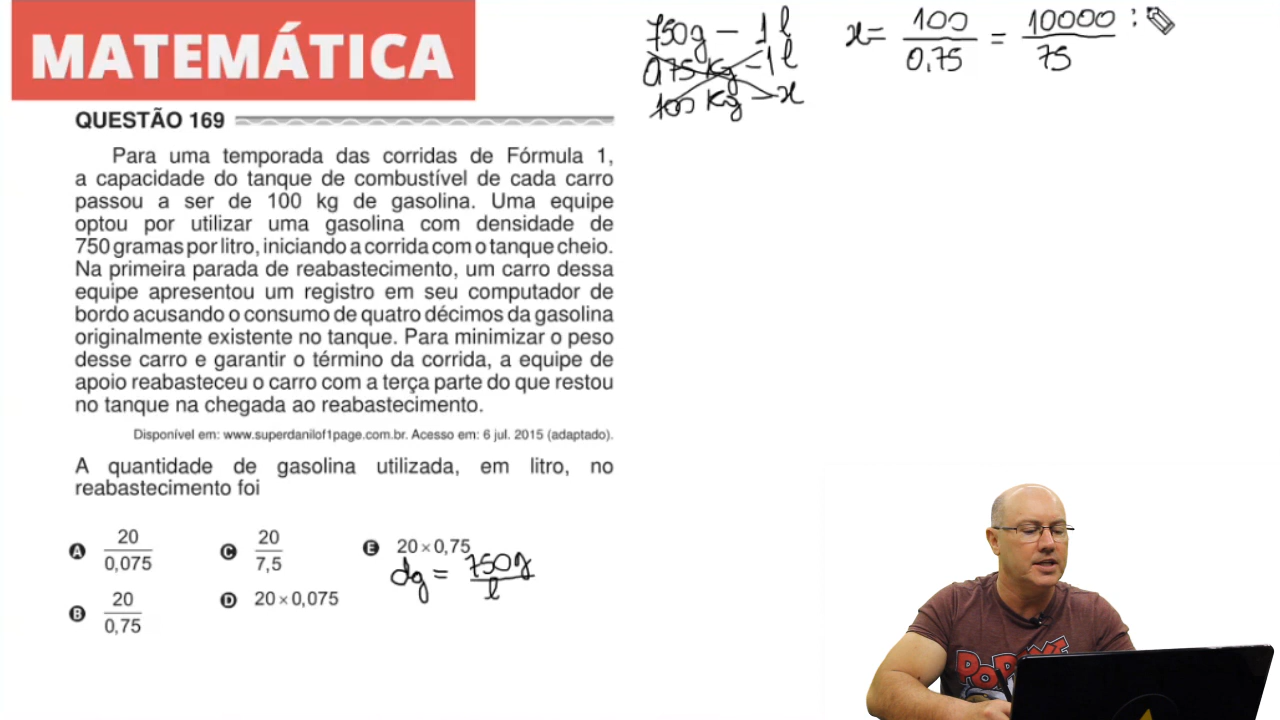 MATEMÁTICA
QUESTÃO 169
Para uma temporada das corridas de Fórmula 1,
a capacidade do tanque de combustível de cada carro
passou a ser de 100 kg de gasolina. Uma equipe
optou por utilizar uma gasolina com densidade de
750 gramas por litro, iniciando a corrida com o tanque cheio.
Na primeira parada de reabastecimento, um carro dessa
equipe apresentou um registro em seu computador de
bordo acusando o consumo de quatro décimos da gasolina
originalmente existente no tanque. Para minimizar o peso
desse carro e garantir o término da corrida, a equipe de
apoio reabasteceu o carro com a terça parte do que restou
no tanque na chegada ao reabastecimento.
Disponível em: www.superdanilof1page.com.br. Acesso em: 6 jul. 2015 (adaptado).
A quantidade de gasolina utilizada, em litro, no
reabastecimento foi
A 20/0,075
B 20/0,75
C 20/7,5
D 20 × 0,075
E 20 × 0,75
dg = 750g/l
750g – 1 l
0,75 Kg – 1 l
100 Kg – x
x = 100/0,75 = 10000/75 :